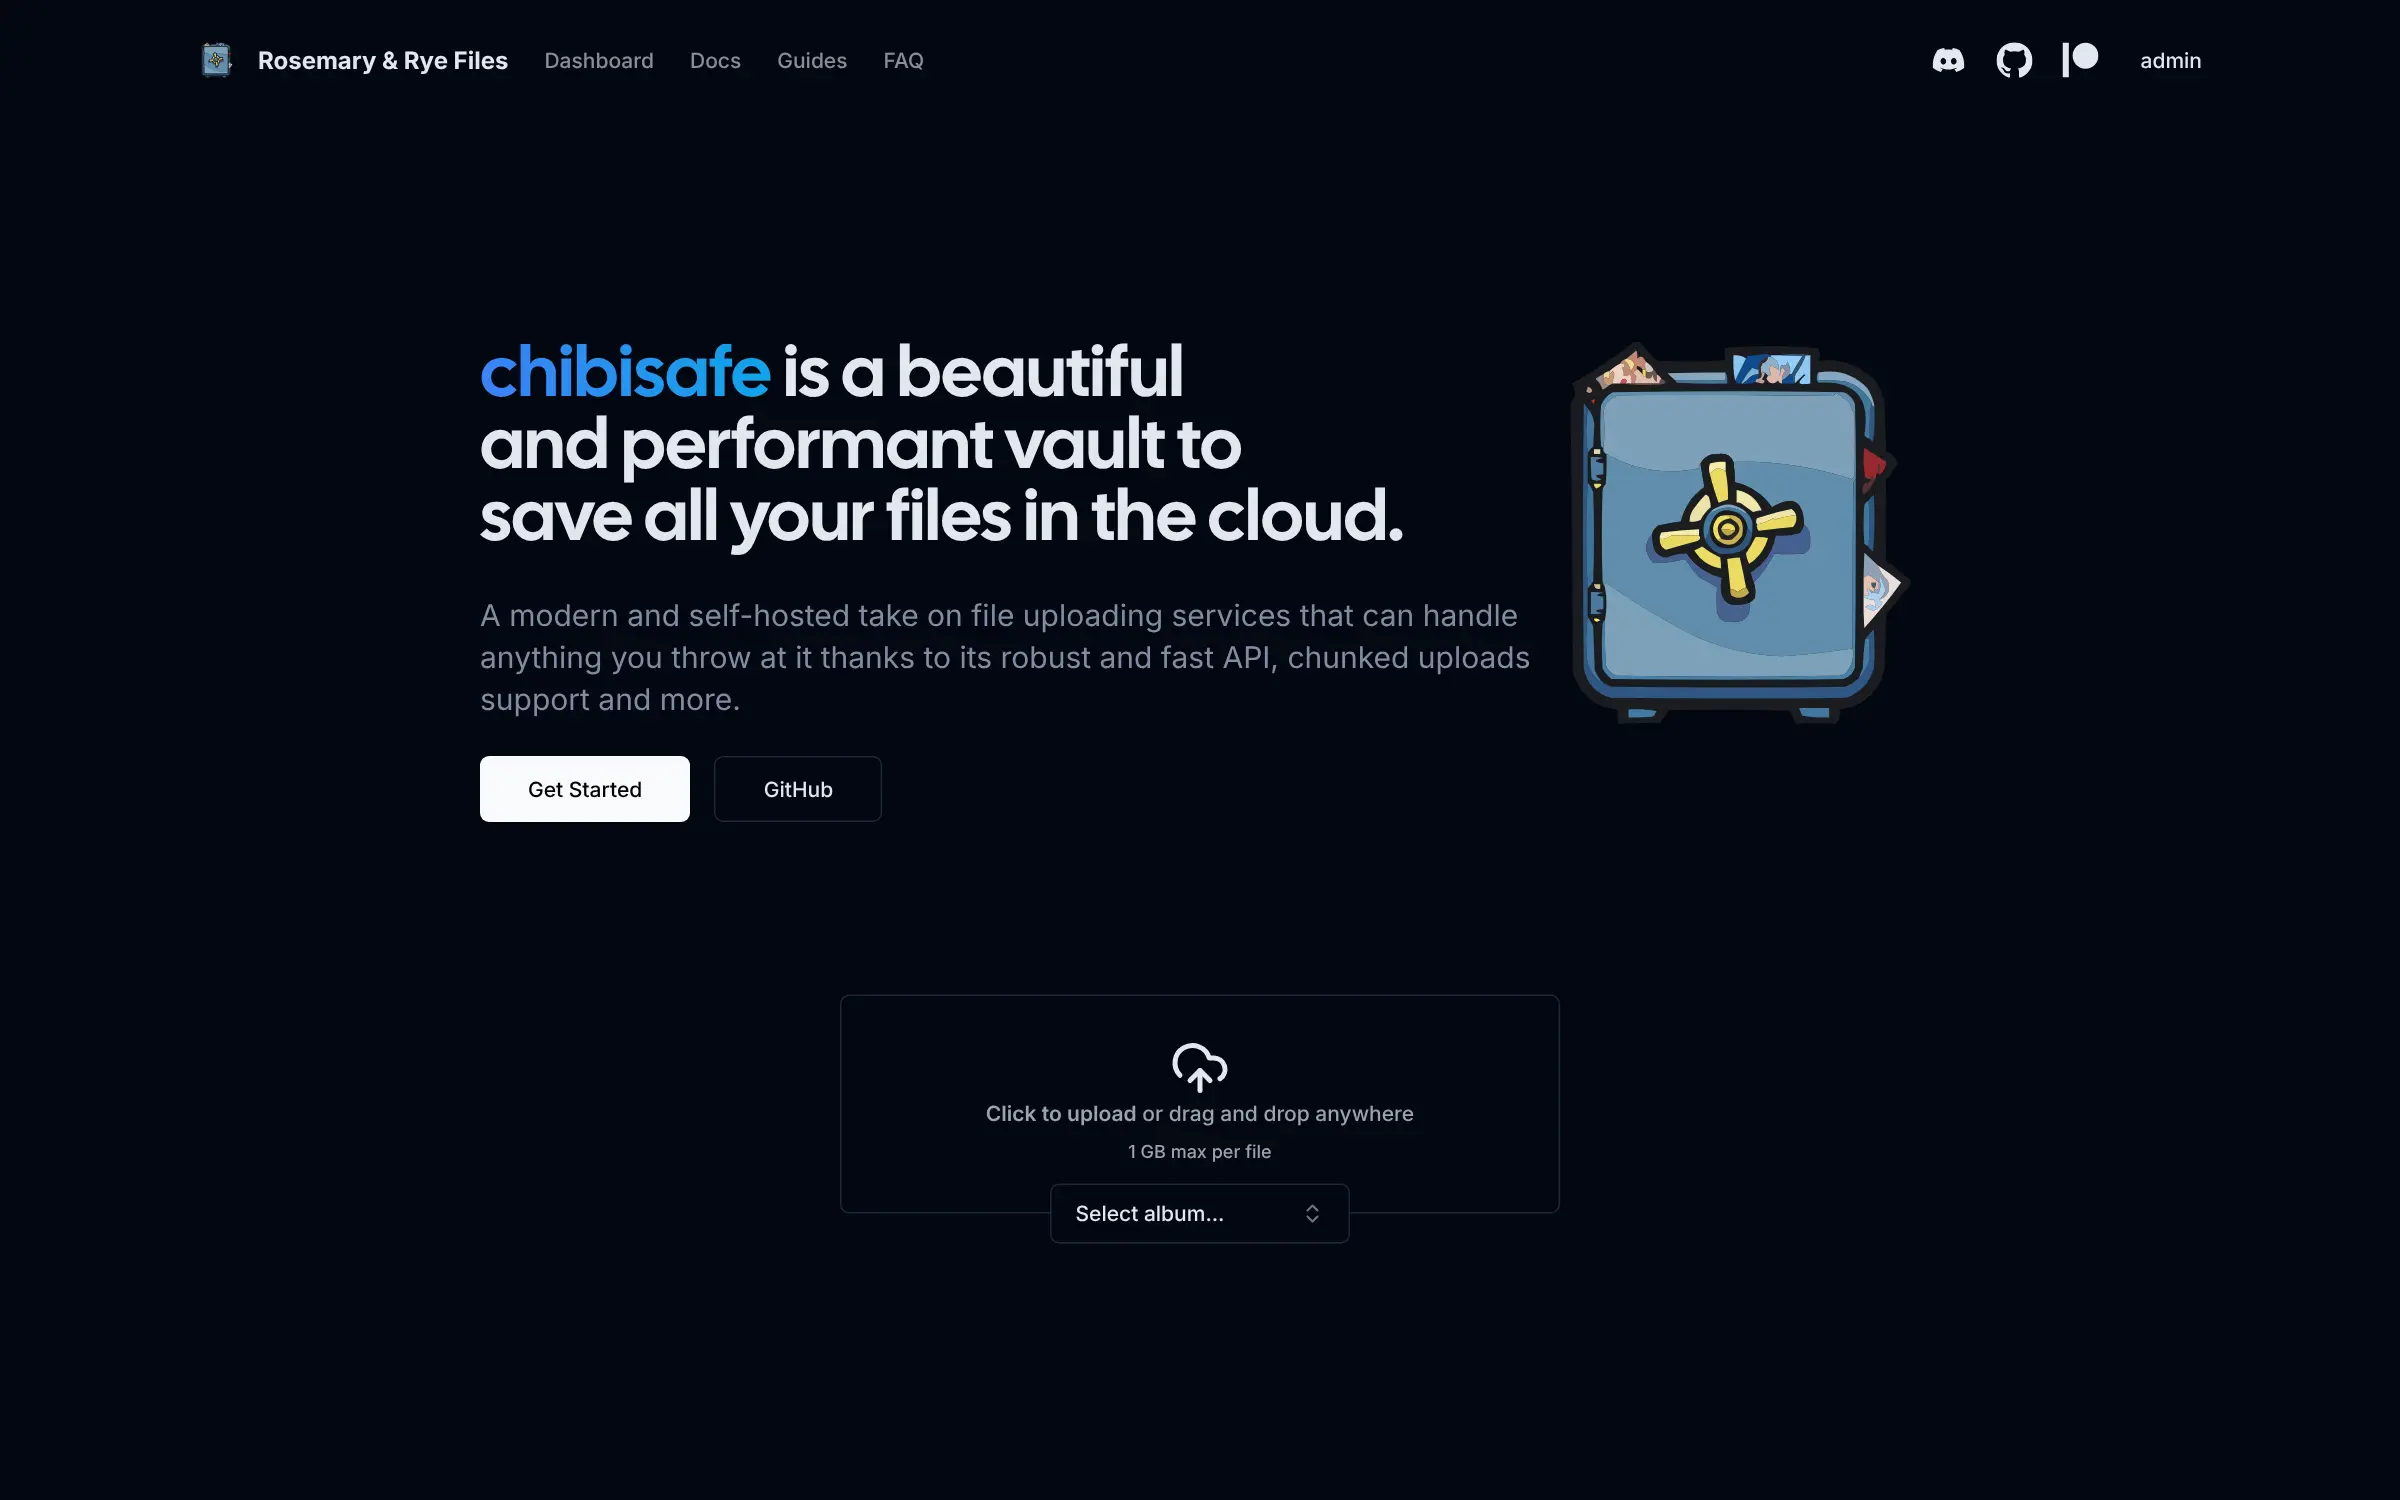 Rosemary & Rye Files
Dashboard
Docs
Guides
FAQ
admin
chibisafe is a beautiful
and performant vault to
save all your files in the cloud.
A modern and self-hosted take on file uploading services that can handle
anything you throw at it thanks to its robust and fast API, chunked uploads
support and more.
Get Started
GitHub
Click to upload or drag and drop anywhere
1 GB max per file
Select album...